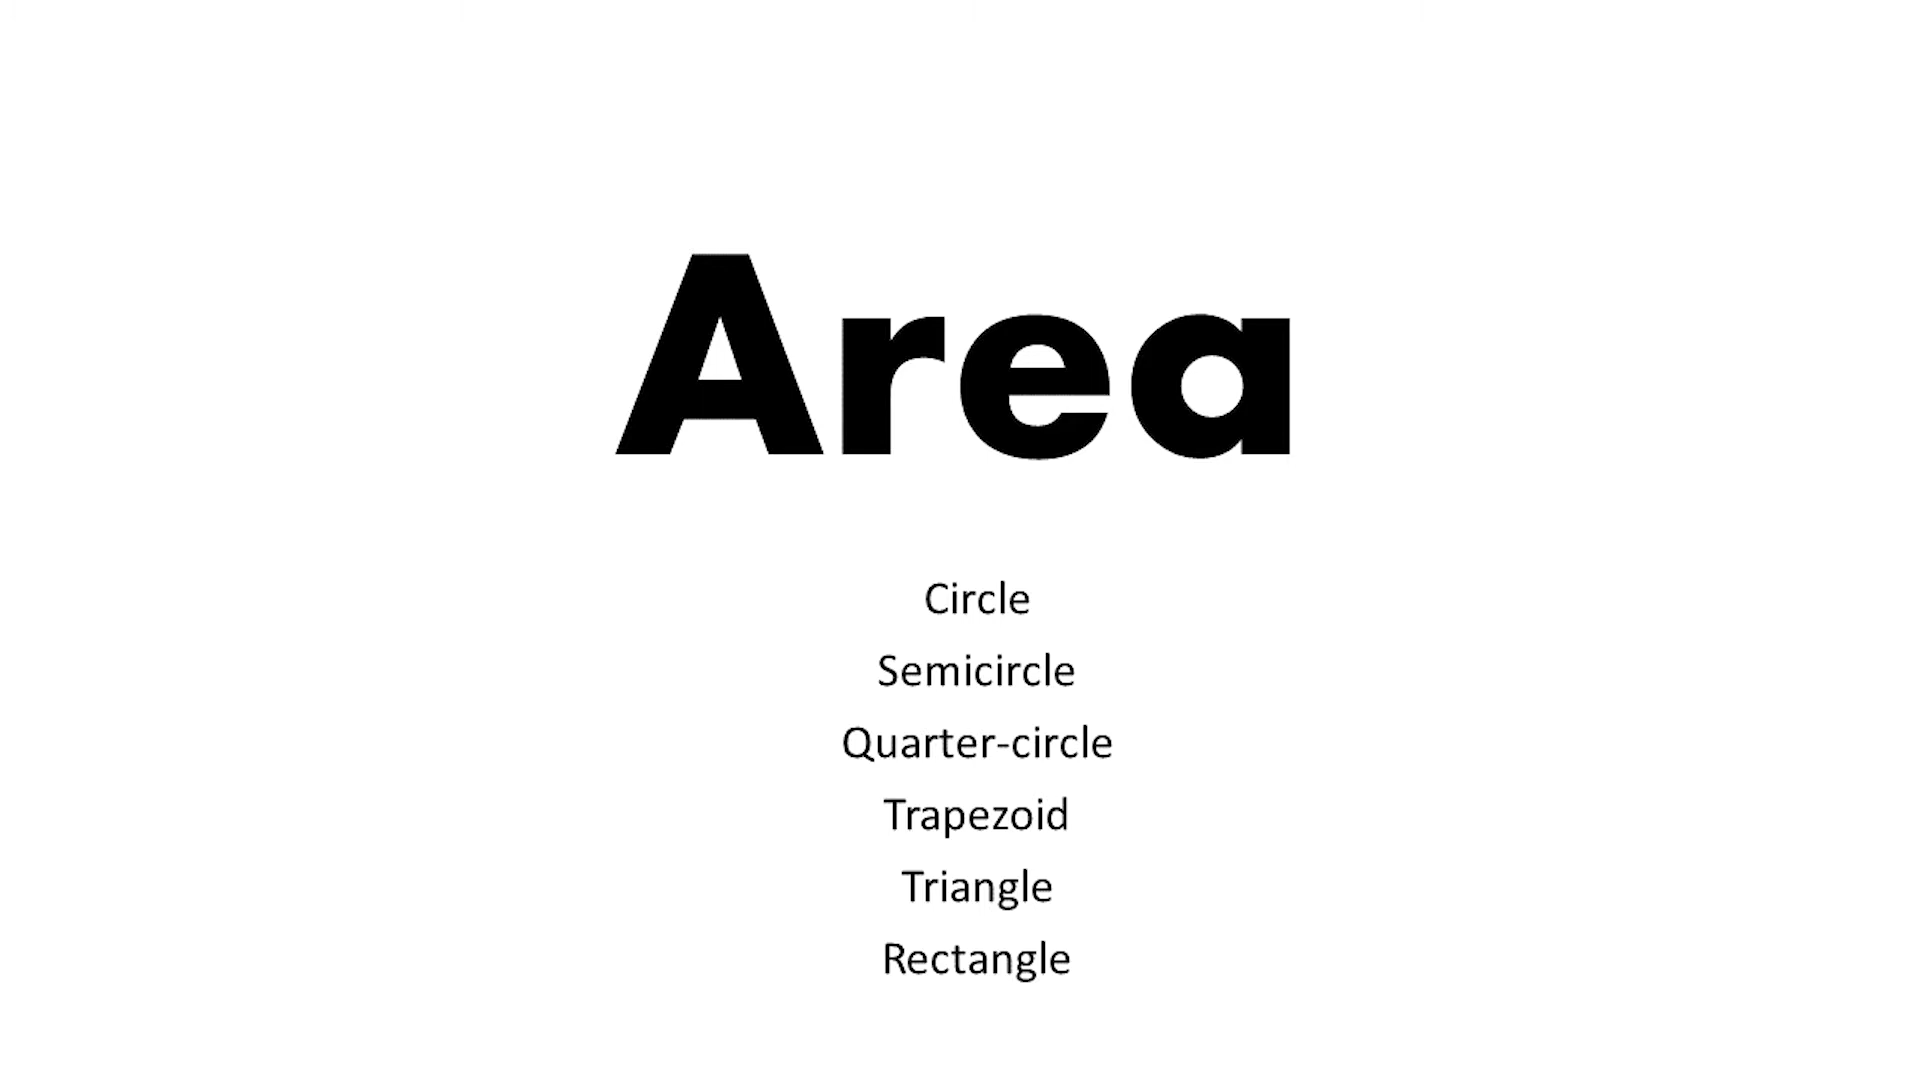 Area
Circle
Semicircle
Quarter-circle
Trapezoid
Triangle
Rectangle